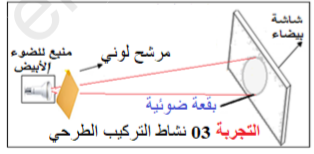 شاشة
بيضاء
منبع للضوء
الأبيض
مرشح لوني
بقعة ضوئية
التجربة 03 نشاط التركيب الطرحي